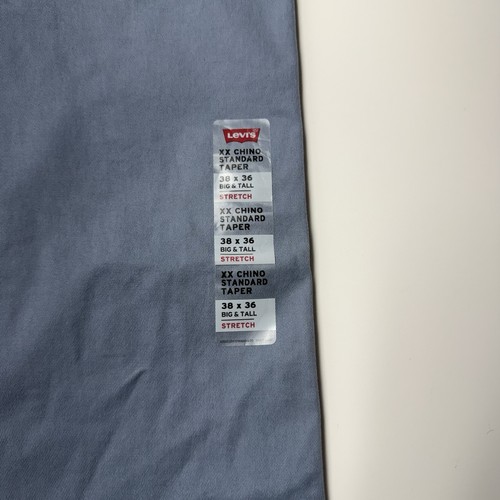 Levi's
XX CHINO
STANDARD
TAPER
38 x 36
BIG & TALL
STRETCH
XX CHINO
STANDARD
TAPER
38 x 36
BIG & TALL
STRETCH
XX CHINO
STANDARD
TAPER
38 x 36
BIG & TALL
STRETCH